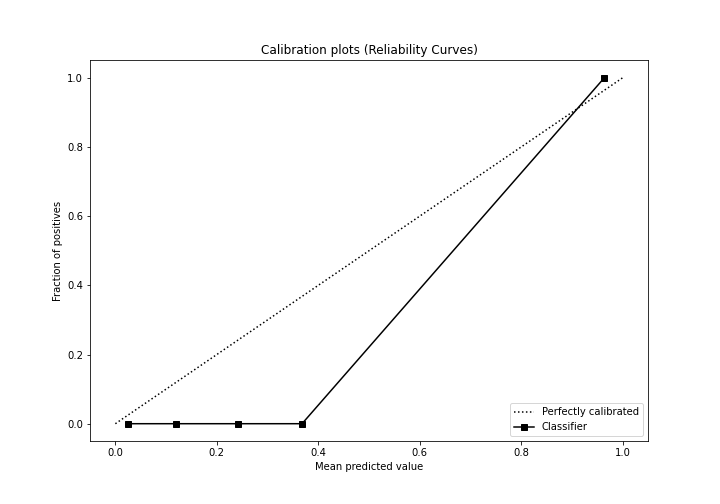 Calibration plots (Reliability Curves)
1.0
0.8
0.6
0.4
0.2
0.0
Fraction of positives
Perfectly calibrated
Classifier
0.0 0.2 0.4 0.6 0.8 1.0
Mean predicted value